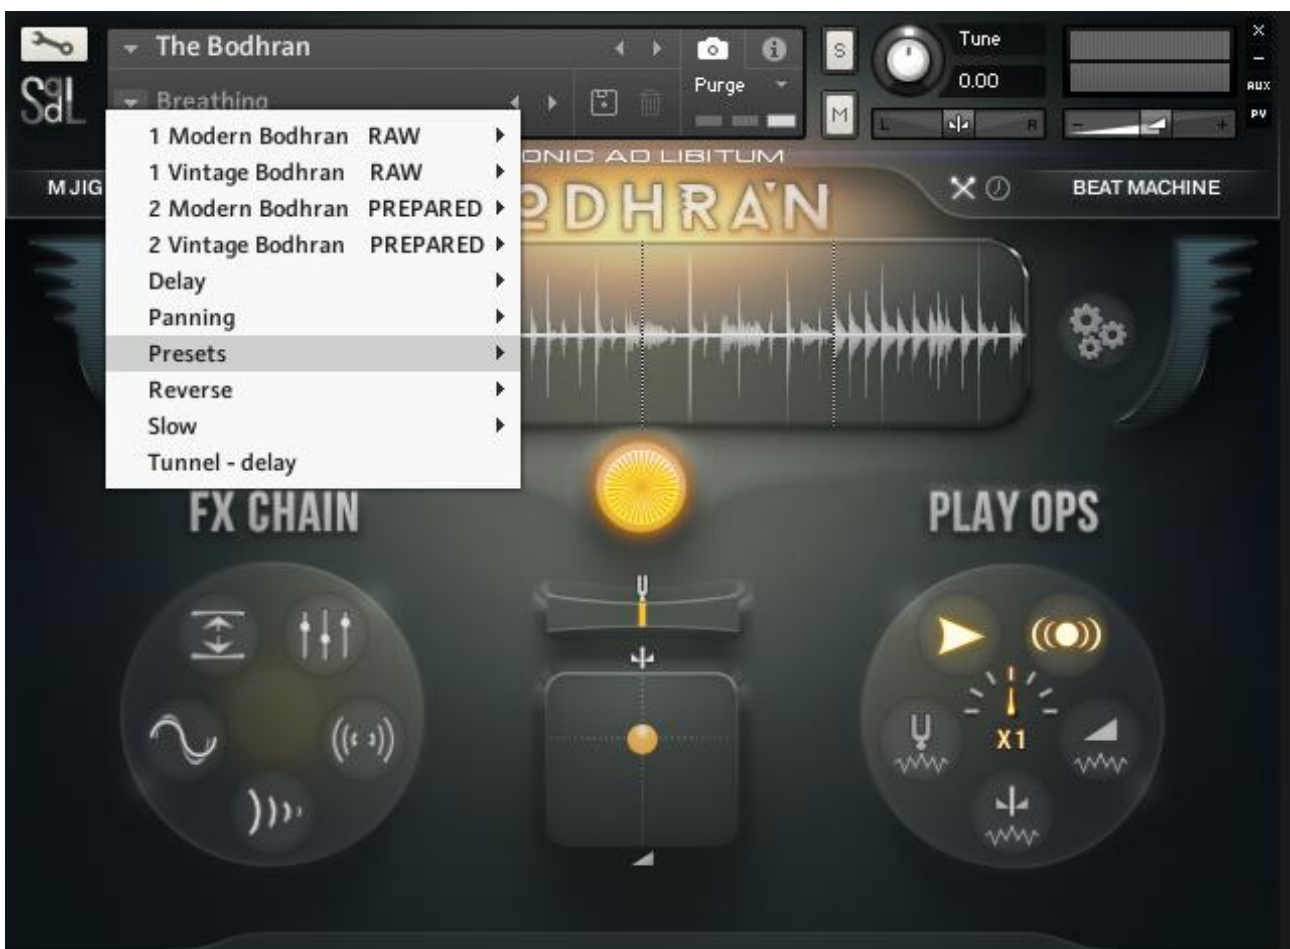 The Bodhran
Tune
S
Purge
0.00
AUX
Sqdl
Breathing
M
PV
L
R
1 Modern Bodhran RAW
1 Vintage Bodhran RAW
2 Modern Bodhran PREPARED
2 Vintage Bodhran PREPARED
Delay
Panning
Presets
Reverse
Slow
Tunnel - delay
ONIC AD LIBITUM
M JIG
ODHRÁN
BEAT MACHINE
FX CHAIN
PLAY OPS
X1